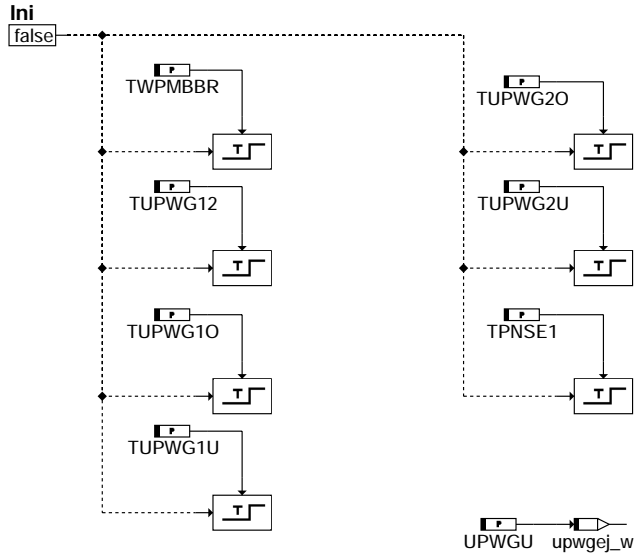 Ini
false
P
TWPMBBR
T
P
TUPWG2O
T
P
TUPWG12
T
P
TUPWG2U
T
P
TUPWG1O
T
P
TPNSE1
T
P
TUPWG1U
T
P
UPWGU
upwgej_w